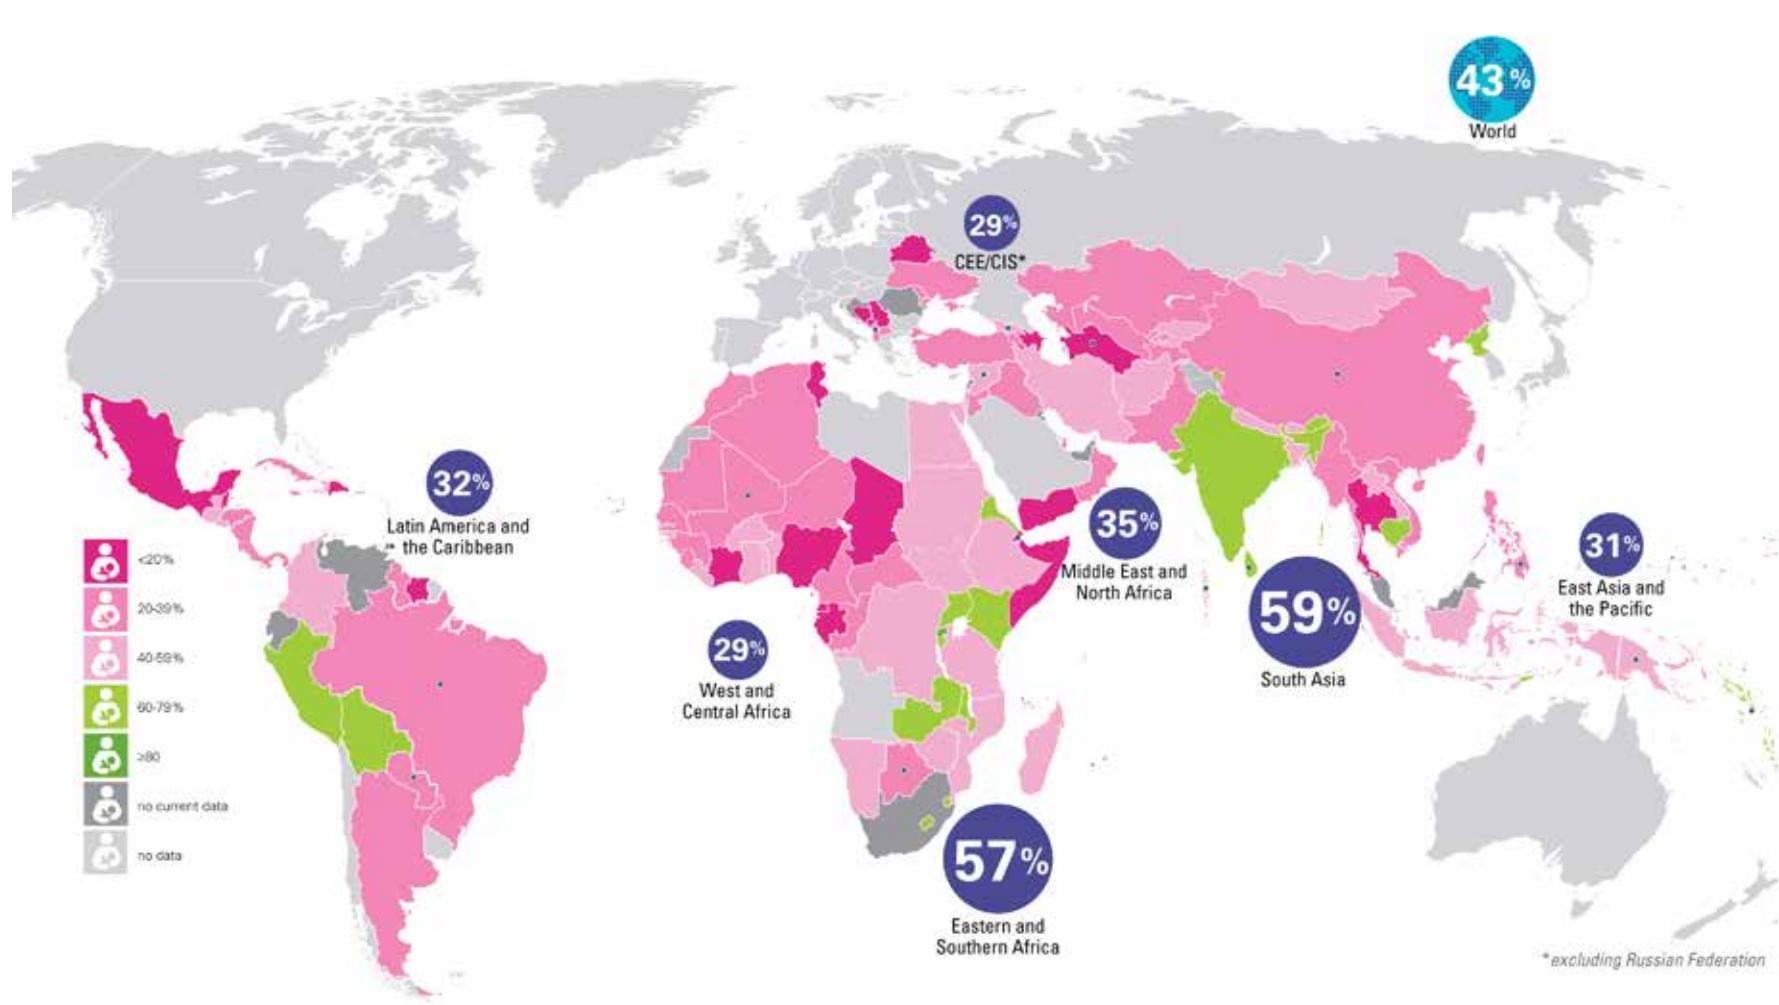 43%
World
29%
CEE/CIS*
32%
Latin America and
the Caribbean
35%
Middle East and
North Africa
31%
East Asia and
the Pacific
59%
South Asia
29%
West and
Central Africa
57%
Eastern and
Southern Africa
<20%
20-39%
40-59%
60-79%
≥80
no current data
no data
*excluding Russian Federation